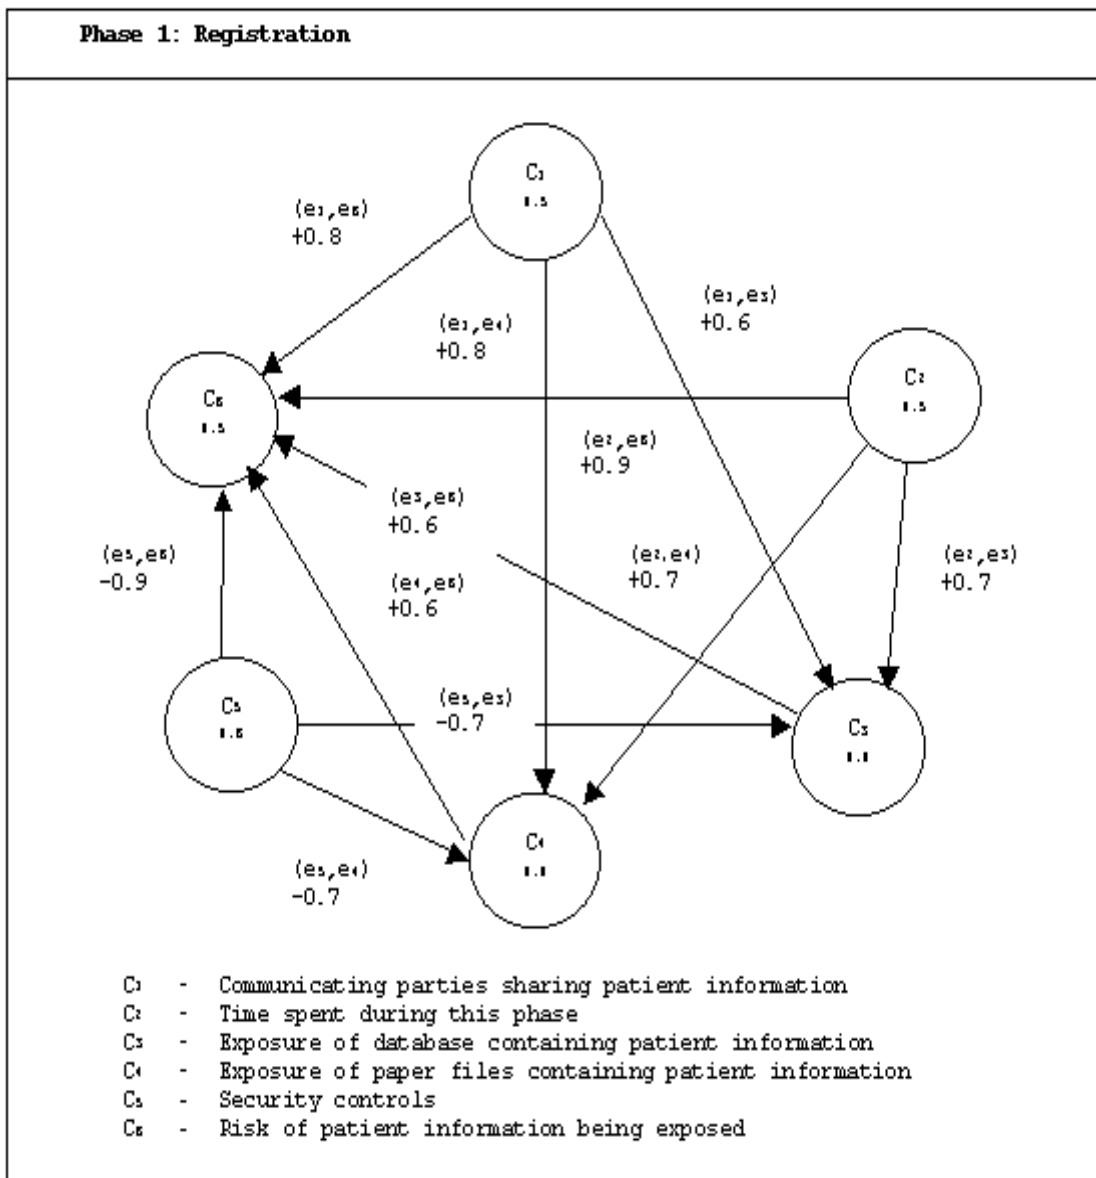 Phase 1: Registration
C₁
(e₁,e₆)
+0.8
(e₁,e₃)
+0.6
(e₁,e₄)
+0.8
C₂
C₆
(e₂,e₆)
+0.9
(e₃,e₆)
+0.6
(e₅,e₆)
-0.9
(e₂,e₄)
+0.7
(e₂,e₃)
+0.7
(e₄,e₆)
+0.6
C₅
(e₅,e₃)
-0.7
C₃
C₄
(e₅,e₄)
-0.7
C₁ - Communicating parties sharing patient information
C₂ - Time spent during this phase
C₃ - Exposure of database containing patient information
C₄ - Exposure of paper files containing patient information
C₅ - Security controls
C₆ - Risk of patient information being exposed